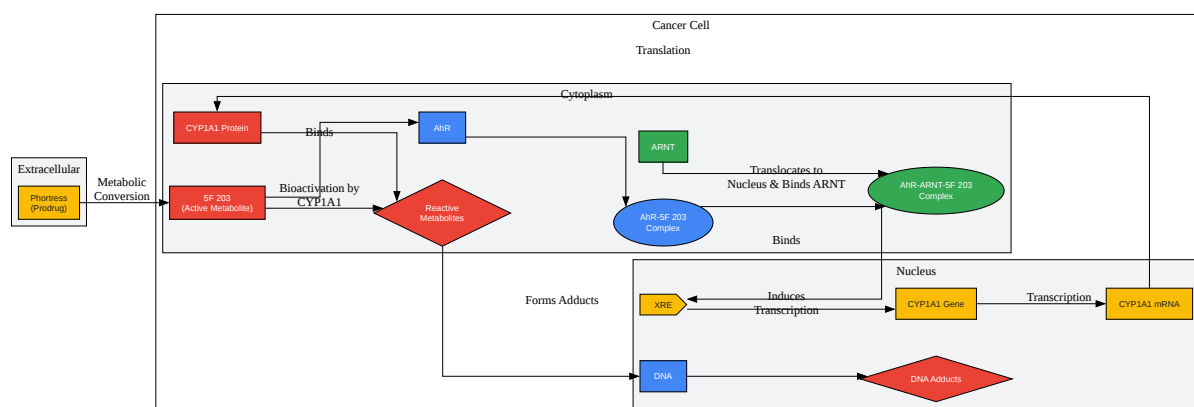 Cancer Cell
Translation
Cytoplasm
CYP1A1 Protein
Binds
AhR
ARNT
Extracellular
Phortress
(Prodrug)
Metabolic
Conversion
5F 203
(Active Metabolite)
Bioactivation by
CYP1A1
Reactive
Metabolites
AhR-5F 203
Complex
Translocates to
Nucleus & Binds ARNT
AhR-ARNT-5F 203
Complex
Binds
Nucleus
Forms Adducts
XRE
Induces
Transcription
CYP1A1 Gene
Transcription
CYP1A1 mRNA
DNA
DNA Adducts